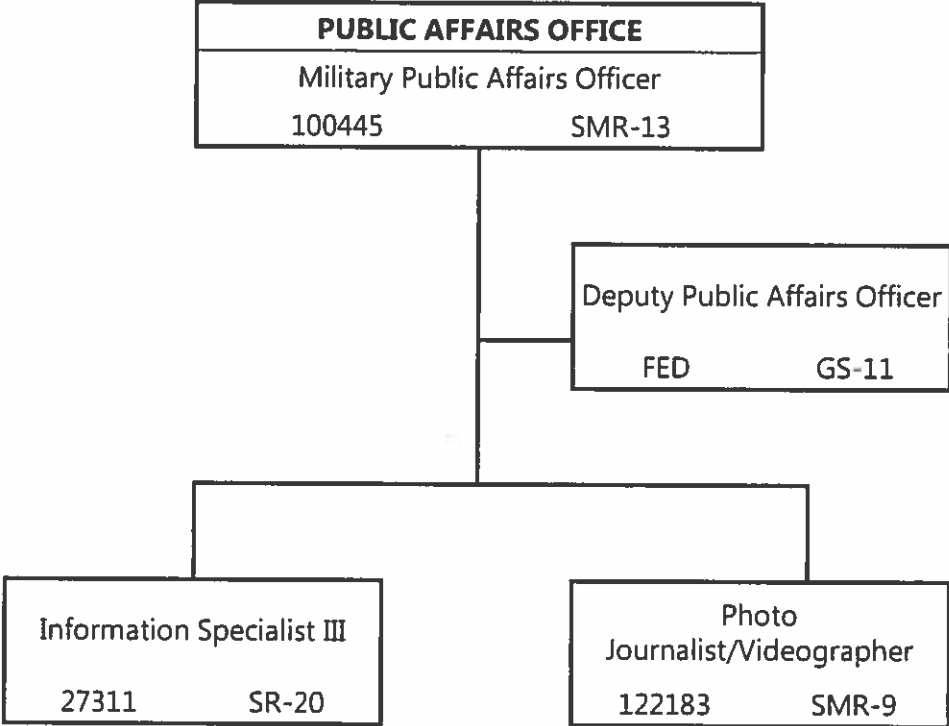 PUBLIC AFFAIRS OFFICE
Military Public Affairs Officer
100445 SMR-13
Deputy Public Affairs Officer
FED GS-11
Information Specialist III
27311 SR-20
Photo
Journalist/Videographer
122183 SMR-9